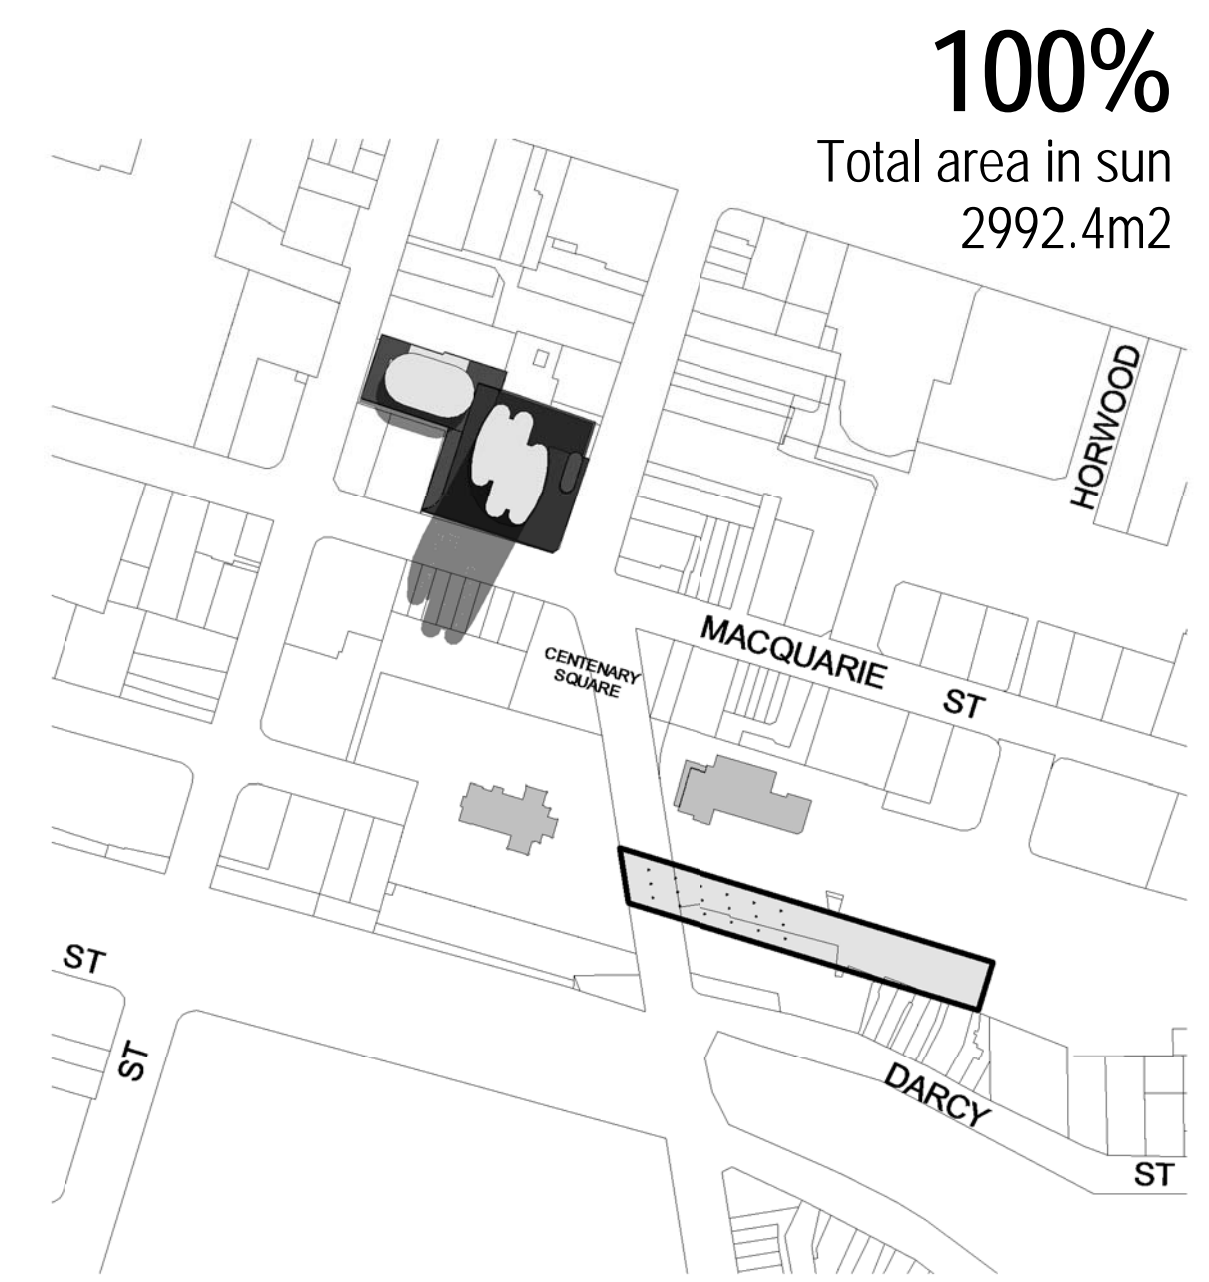 100%
Total area in sun
2992.4m2
HORWOOD
MACQUARIE ST
CENTENARY
SQUARE
ST
ST
DARCY
ST